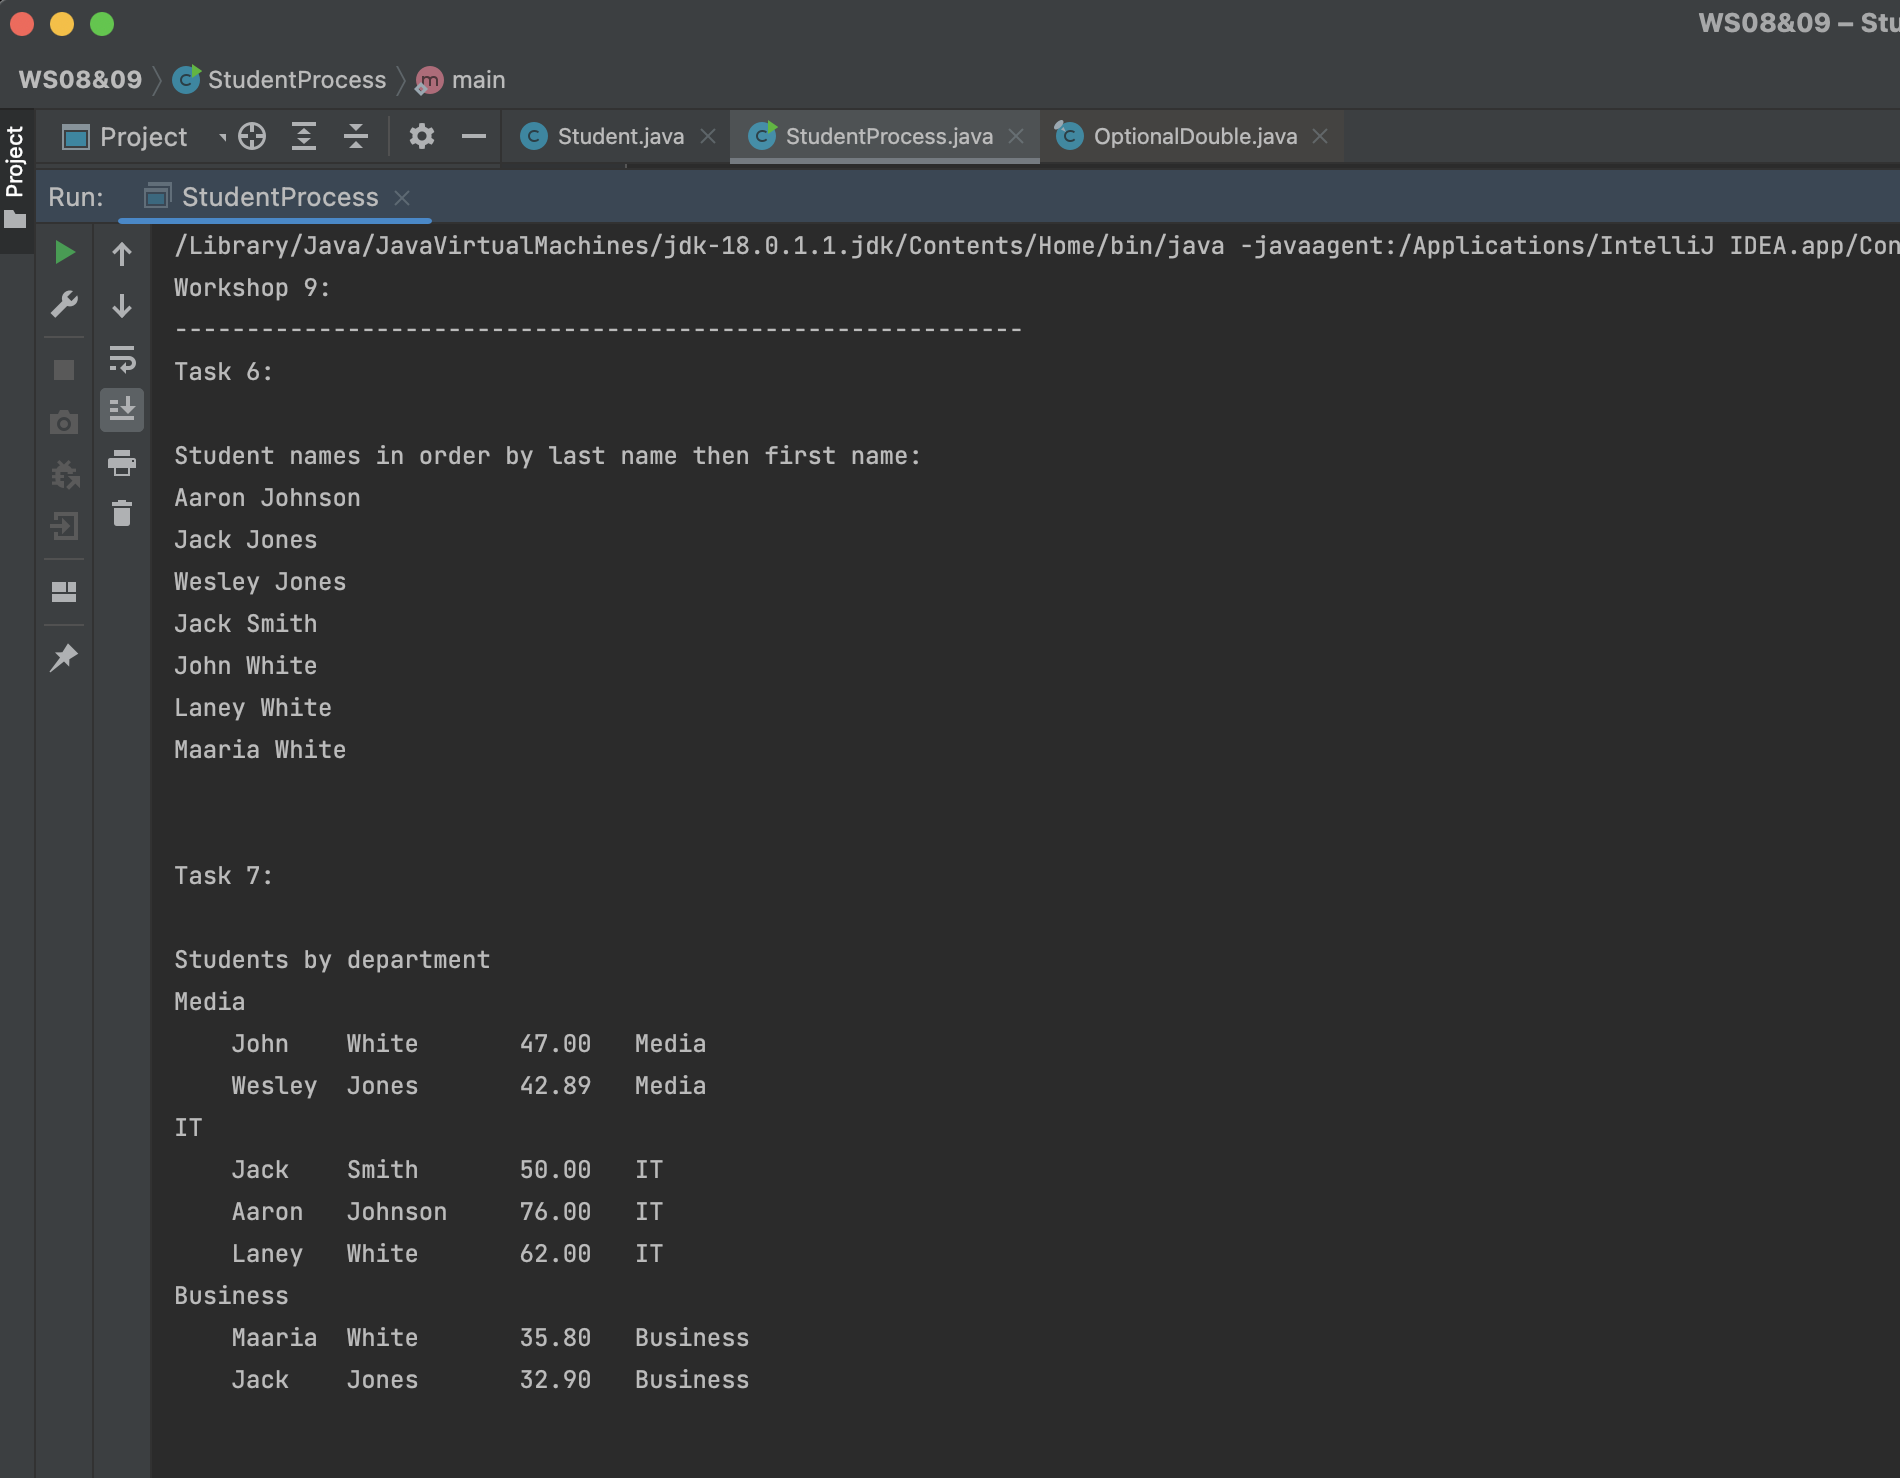 WS08&09 – Stu
WS08&09 StudentProcess main
Project
Project Student.java StudentProcess.java OptionalDouble.java
Run: StudentProcess
/Library/Java/JavaVirtualMachines/jdk-18.0.1.1.jdk/Contents/Home/bin/java -javaagent:/Applications/IntelliJ IDEA.app/Con
Workshop 9:
-----------------------------------------------------------
Task 6:
Student names in order by last name then first name:
Aaron Johnson
Jack Jones
Wesley Jones
Jack Smith
John White
Laney White
Maaria White
Task 7:
Students by department
Media
John White 47.00 Media
Wesley Jones 42.89 Media
IT
Jack Smith 50.00 IT
Aaron Johnson 76.00 IT
Laney White 62.00 IT
Business
Maaria White 35.80 Business
Jack Jones 32.90 Business